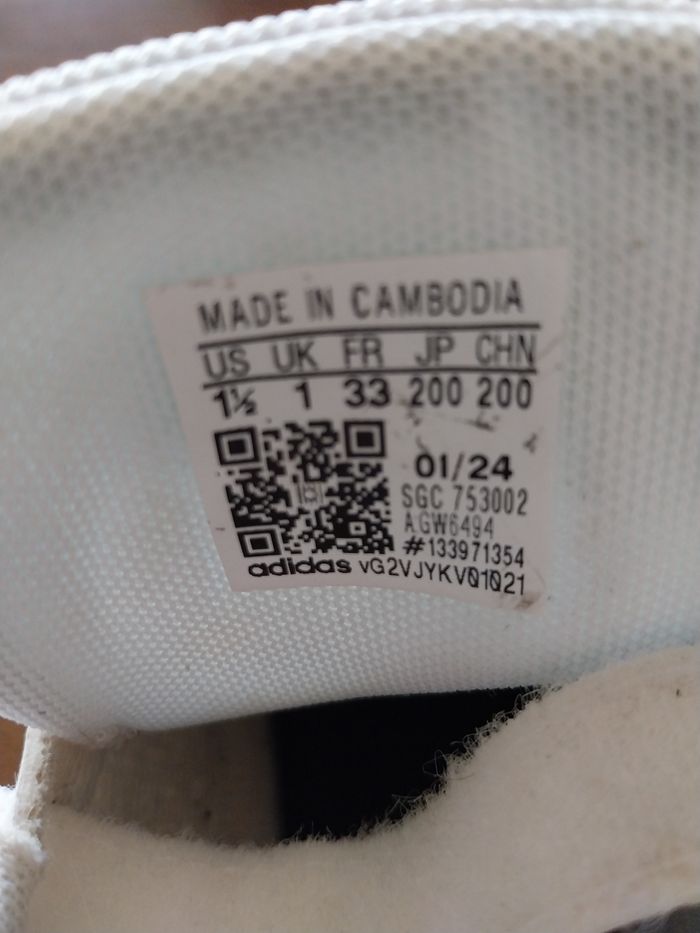 MADE IN CAMBODIA
US UK FR JP CHN
1½ 1 33 200 200
01/24
SGC 753002
AGW6494
#133971354
adidas VG2VJYKV01021